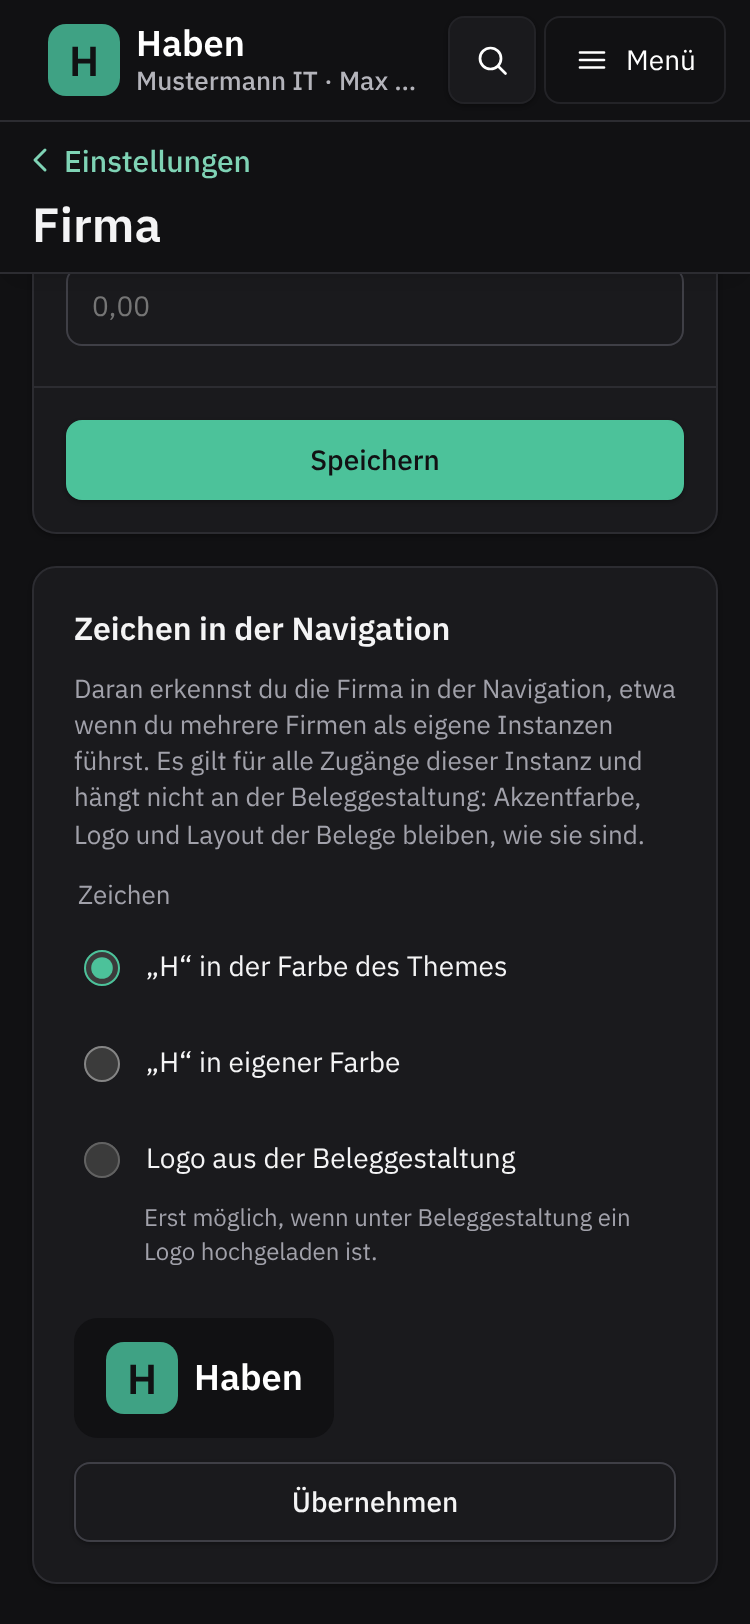 H
Haben
Mustermann IT · Max ...
Menü
Einstellungen
Firma
0,00
Speichern
Zeichen in der Navigation
Daran erkennst du die Firma in der Navigation, etwa
wenn du mehrere Firmen als eigene Instanzen
führst. Es gilt für alle Zugänge dieser Instanz und
hängt nicht an der Beleggestaltung: Akzentfarbe,
Logo und Layout der Belege bleiben, wie sie sind.
Zeichen
„H“ in der Farbe des Themes
„H“ in eigener Farbe
Logo aus der Beleggestaltung
Erst möglich, wenn unter Beleggestaltung ein
Logo hochgeladen ist.
H Haben
Übernehmen